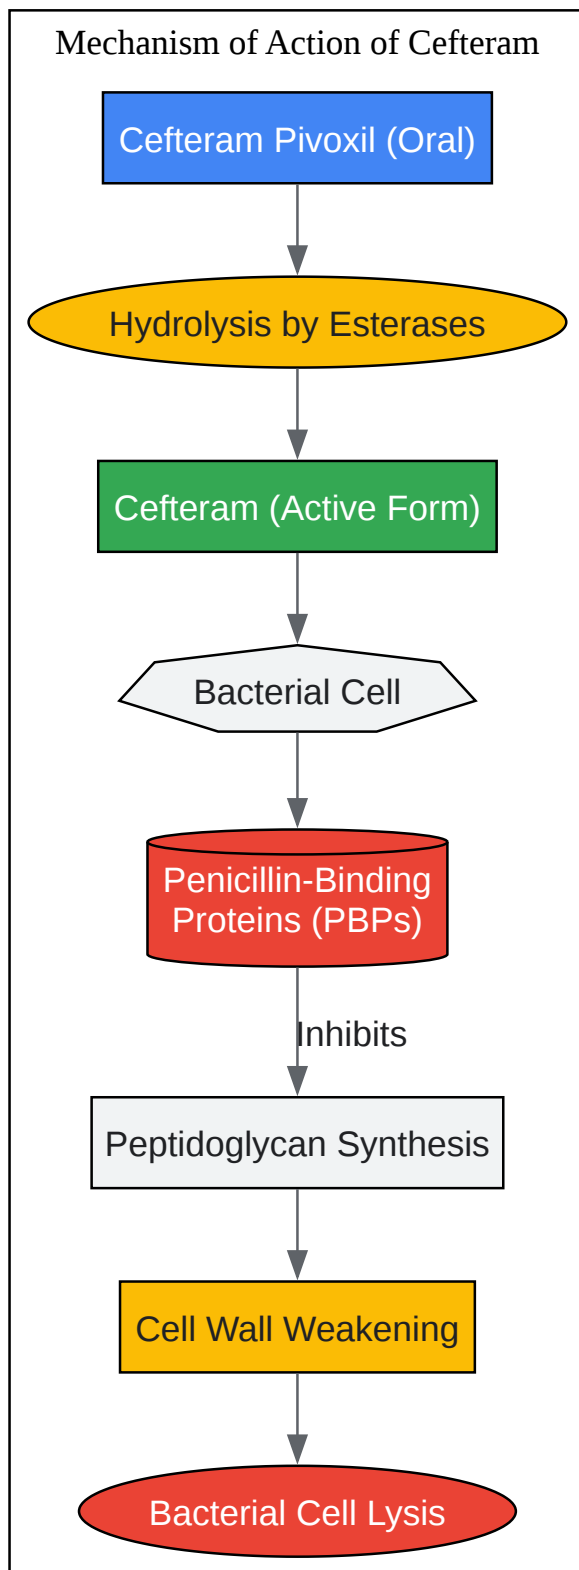 Mechanism of Action of Cefteram
Cefteram Pivoxil (Oral)
Hydrolysis by Esterases
Cefteram (Active Form)
Bacterial Cell
Penicillin-Binding
Proteins (PBPs)
Inhibits
Peptidoglycan Synthesis
Cell Wall Weakening
Bacterial Cell Lysis